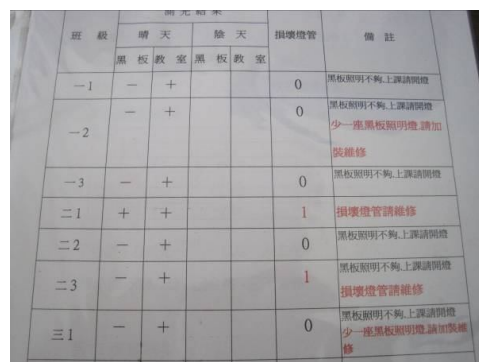 測光結果
班 級 晴 天 陰 天 損壞燈管 備 註
黑 板 教 室 黑 板 教 室
一1 － ＋ 0 黑板照明不夠,上課請開燈
一2 － ＋ 0 黑板照明不夠,上課請開燈
少一座黑板照明燈,請加
裝維修
一3 － ＋ 0 黑板照明不夠,上課請開燈
二1 ＋ ＋ 1 損壞燈管請維修
二2 － ＋ 0 黑板照明不夠,上課請開燈
二3 － ＋ 1 黑板照明不夠,上課請開燈
損壞燈管請維修
三1 － ＋ 0 黑板照明不夠,上課請開燈
少一座黑板照明燈,請加裝維
修